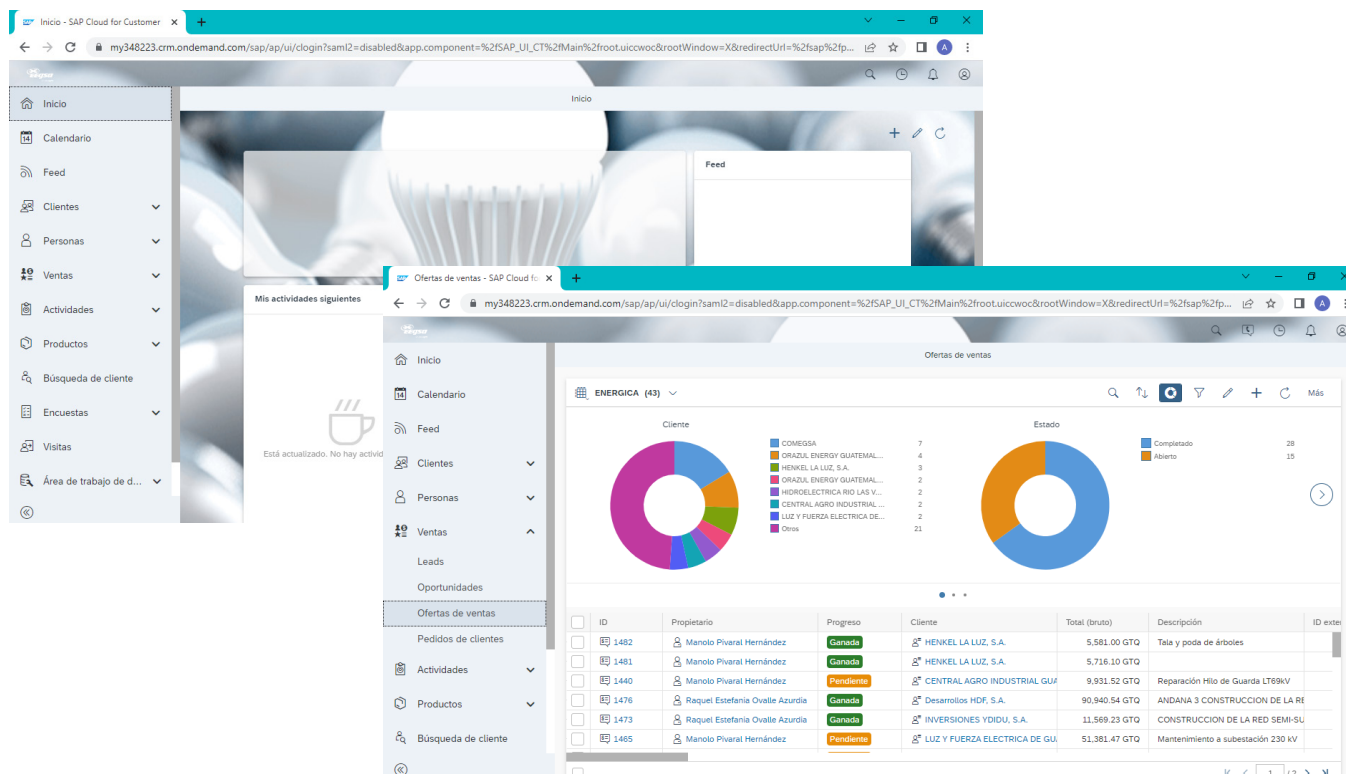 Inicio - SAP Cloud for Customer
my348223.crm.ondemand.com/sap/ap/ui/clogin?saml2=disabled&app.component=%2fSAP_UI_CT%2fMain%2froot.uiccwoc&rootWindow=X&redirectUrl=%2fsap%2fp...
A
Inicio
Inicio
14 Calendario
Feed
Clientes
Personas
Ventas
Actividades
Productos
Búsqueda de cliente
Encuestas
Visitas
Área de trabajo de d...
Feed
Mis actividades siguientes
Está actualizado. No hay activid
Ofertas de ventas - SAP Cloud fo
my348223.crm.ondemand.com/sap/ap/ui/clogin?saml2=disabled&app.component=%2fSAP_UI_CT%2fMain%2froot.uiccwoc&rootWindow=X&redirectUrl=%2fsap%2fp...
A
Inicio
14 Calendario
Feed
Clientes
Personas
Ventas
Leads
Oportunidades
Ofertas de ventas
Pedidos de clientes
Actividades
Productos
Búsqueda de cliente
Ofertas de ventas
ENERGICA (43)
Más
Cliente
COMEGSA 7
ORAZUL ENERGY GUATEMAL... 4
HENKEL LA LUZ, S.A. 3
ORAZUL ENERGY GUATEMAL... 2
HIDROELECTRICA RIO LAS V... 2
CENTRAL AGRO INDUSTRIAL ... 2
LUZ Y FUERZA ELECTRICA DE... 2
Otros 21
Estado
Completado 28
Abierto 15
ID Propietario Progreso Cliente Total (bruto) Descripción ID exter
1482 Manolo Pivaral Hernández Ganada HENKEL LA LUZ, S.A. 5,581.00 GTQ Tala y poda de árboles
1481 Manolo Pivaral Hernández Ganada HENKEL LA LUZ, S.A. 5,716.10 GTQ
1440 Manolo Pivaral Hernández Pendiente CENTRAL AGRO INDUSTRIAL GUA 9,931.52 GTQ Reparación Hilo de Guarda LT69kV
1476 Raquel Estefania Ovalle Azurdia Ganada Desarrollos HDF, S.A. 90,940.54 GTQ ANDANA 3 CONSTRUCCION DE LA RE
1473 Raquel Estefania Ovalle Azurdia Ganada INVERSIONES YDIDU, S.A. 11,569.23 GTQ CONSTRUCCION DE LA RED SEMI-SU
1465 Manolo Pivaral Hernández Pendiente LUZ Y FUERZA ELECTRICA DE GU. 51,381.47 GTQ Mantenimiento a subestación 230 kV